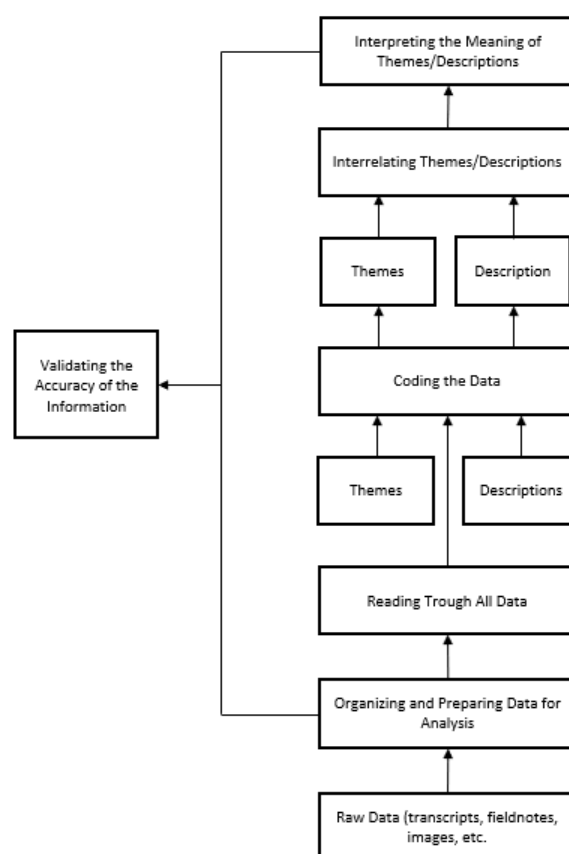 Interpreting the Meaning of
Themes/Descriptions
Interrelating Themes/Descriptions
Themes
Description
Validating the
Accuracy of the
Information
Coding the Data
Themes
Descriptions
Reading Trough All Data
Organizing and Preparing Data for
Analysis
Raw Data (transcripts, fieldnotes,
images, etc.